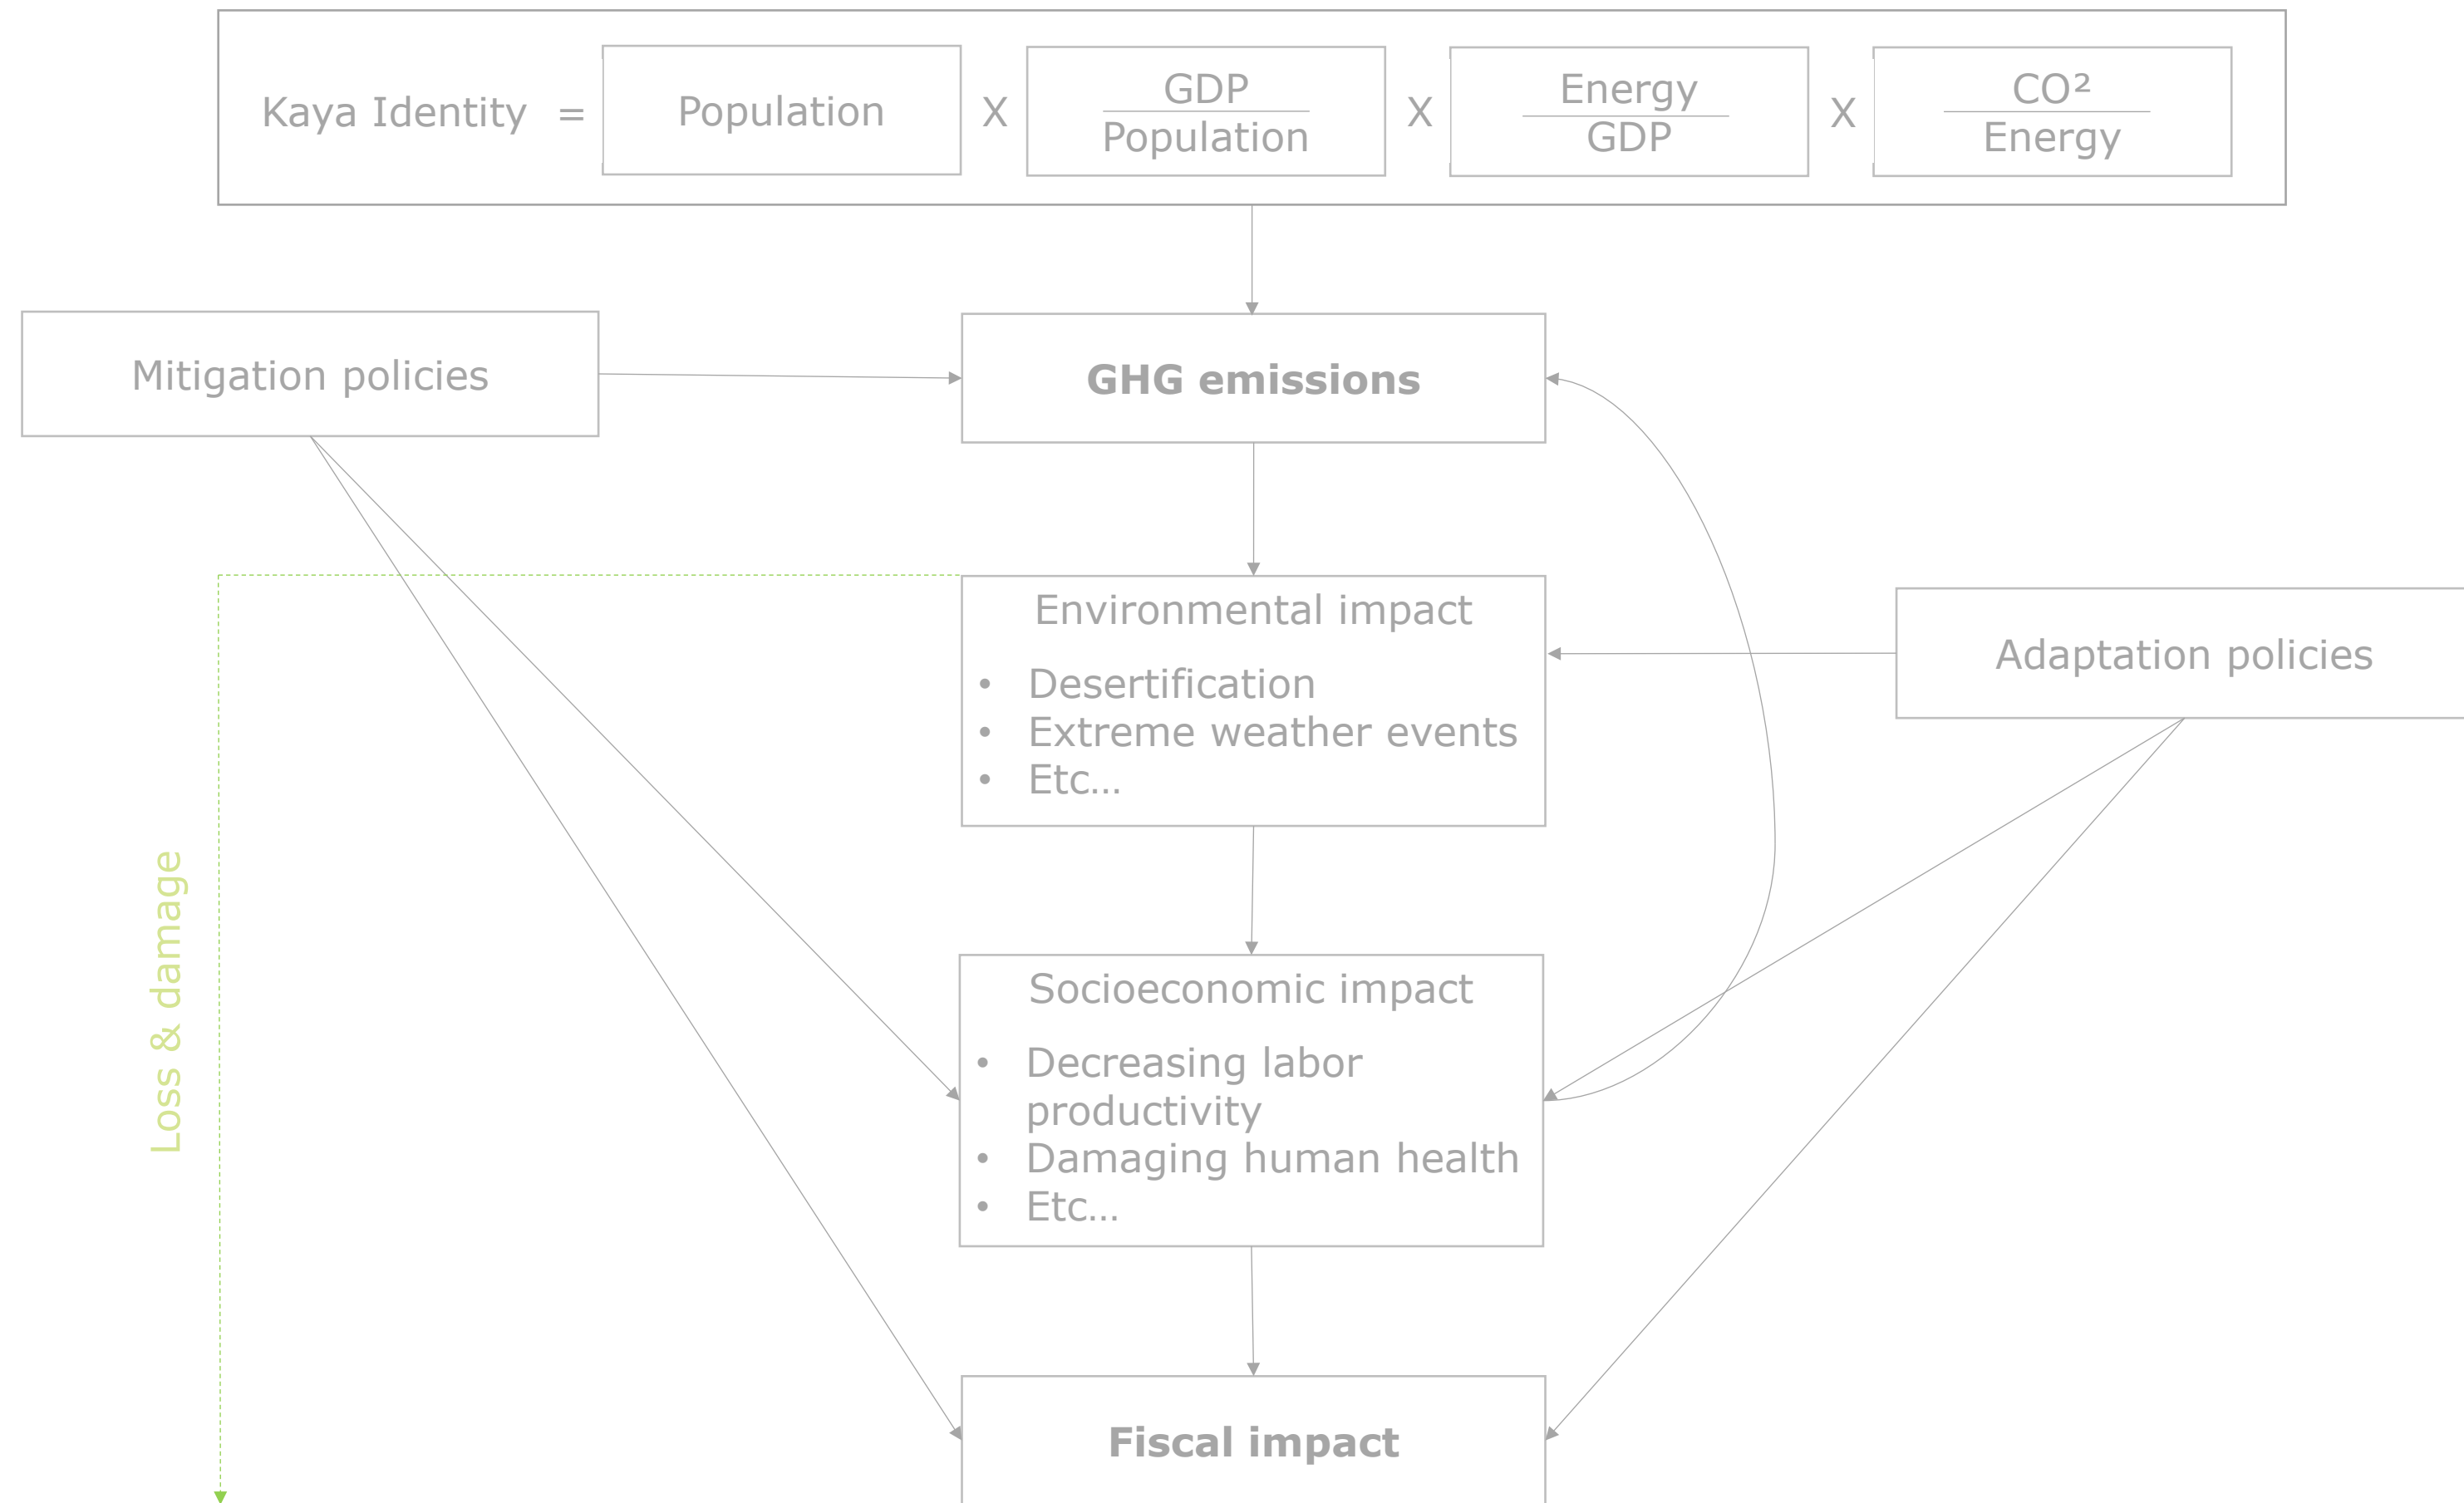 Kaya Identity = Population X GDP X Energy X CO²
Population GDP Energy
Mitigation policies
GHG emissions
Environmental impact
• Desertification
• Extreme weather events
• Etc…
Adaptation policies
Loss & damage
Socioeconomic impact
• Decreasing labor
productivity
• Damaging human health
• Etc…
Fiscal impact